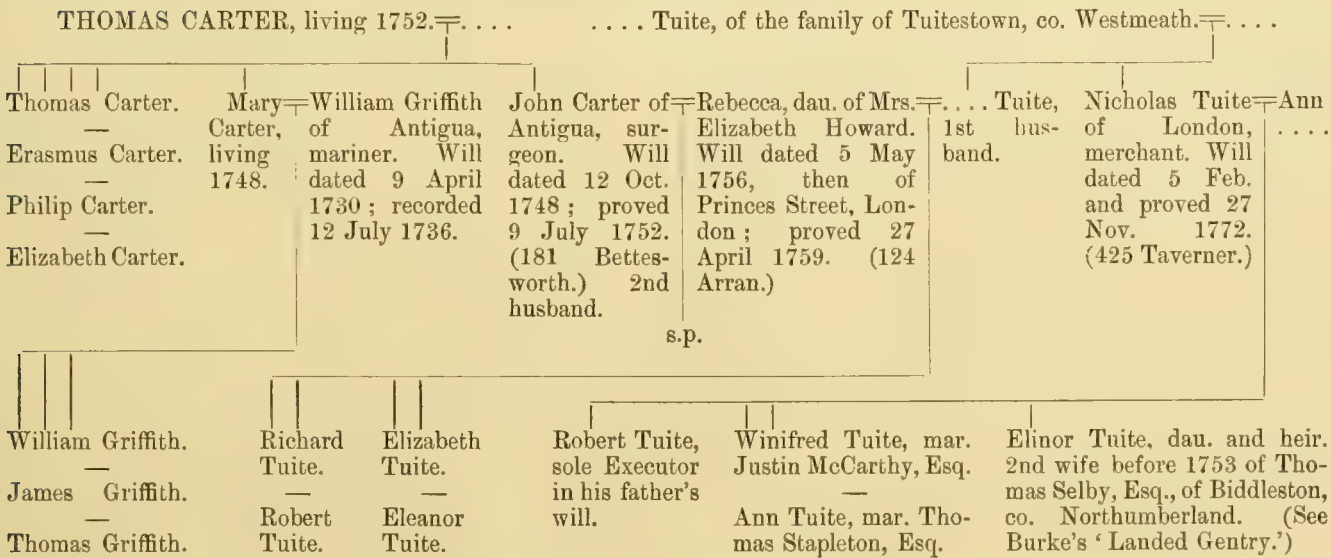 THOMAS CARTER, living 1752.=. . . .
. . . . Tuite, of the family of Tuitestown, co. Westmeath.=. . . .
Thomas Carter.
—
Erasmus Carter.
—
Philip Carter.
—
Elizabeth Carter.
Mary=
Carter,
living
1748.
William Griffith
of Antigua,
mariner. Will
dated 9 April
1730 ; recorded
12 July 1736.
John Carter of=
Antigua, sur-
geon. Will
dated 12 Oct.
1748 ; proved
9 July 1752.
(181 Bettes-
worth.) 2nd
husband.
Rebecca, dau. of Mrs.=
Elizabeth Howard.
Will dated 5 May
1756, then of
Princes Street, Lon-
don ; proved 27
April 1759. (124
Arran.)
s.p.
. . . . Tuite,
1st hus-
band.
Nicholas Tuite=
of London,
merchant. Will
dated 5 Feb.
and proved 27
Nov. 1772.
(425 Taverner.)
Ann
. . . .
William Griffith.
—
James Griffith.
—
Thomas Griffith.
Richard
Tuite.
—
Robert
Tuite.
Elizabeth
Tuite.
—
Eleanor
Tuite.
Robert Tuite,
sole Executor
in his father's
will.
Winifred Tuite, mar.
Justin McCarthy, Esq.
—
Ann Tuite, mar. Tho-
mas Stapleton, Esq.
Elinor Tuite, dau. and heir.
2nd wife before 1753 of Tho-
mas Selby, Esq., of Biddleston,
co. Northumberland. (See
Burke's ‘ Landed Gentry.’)